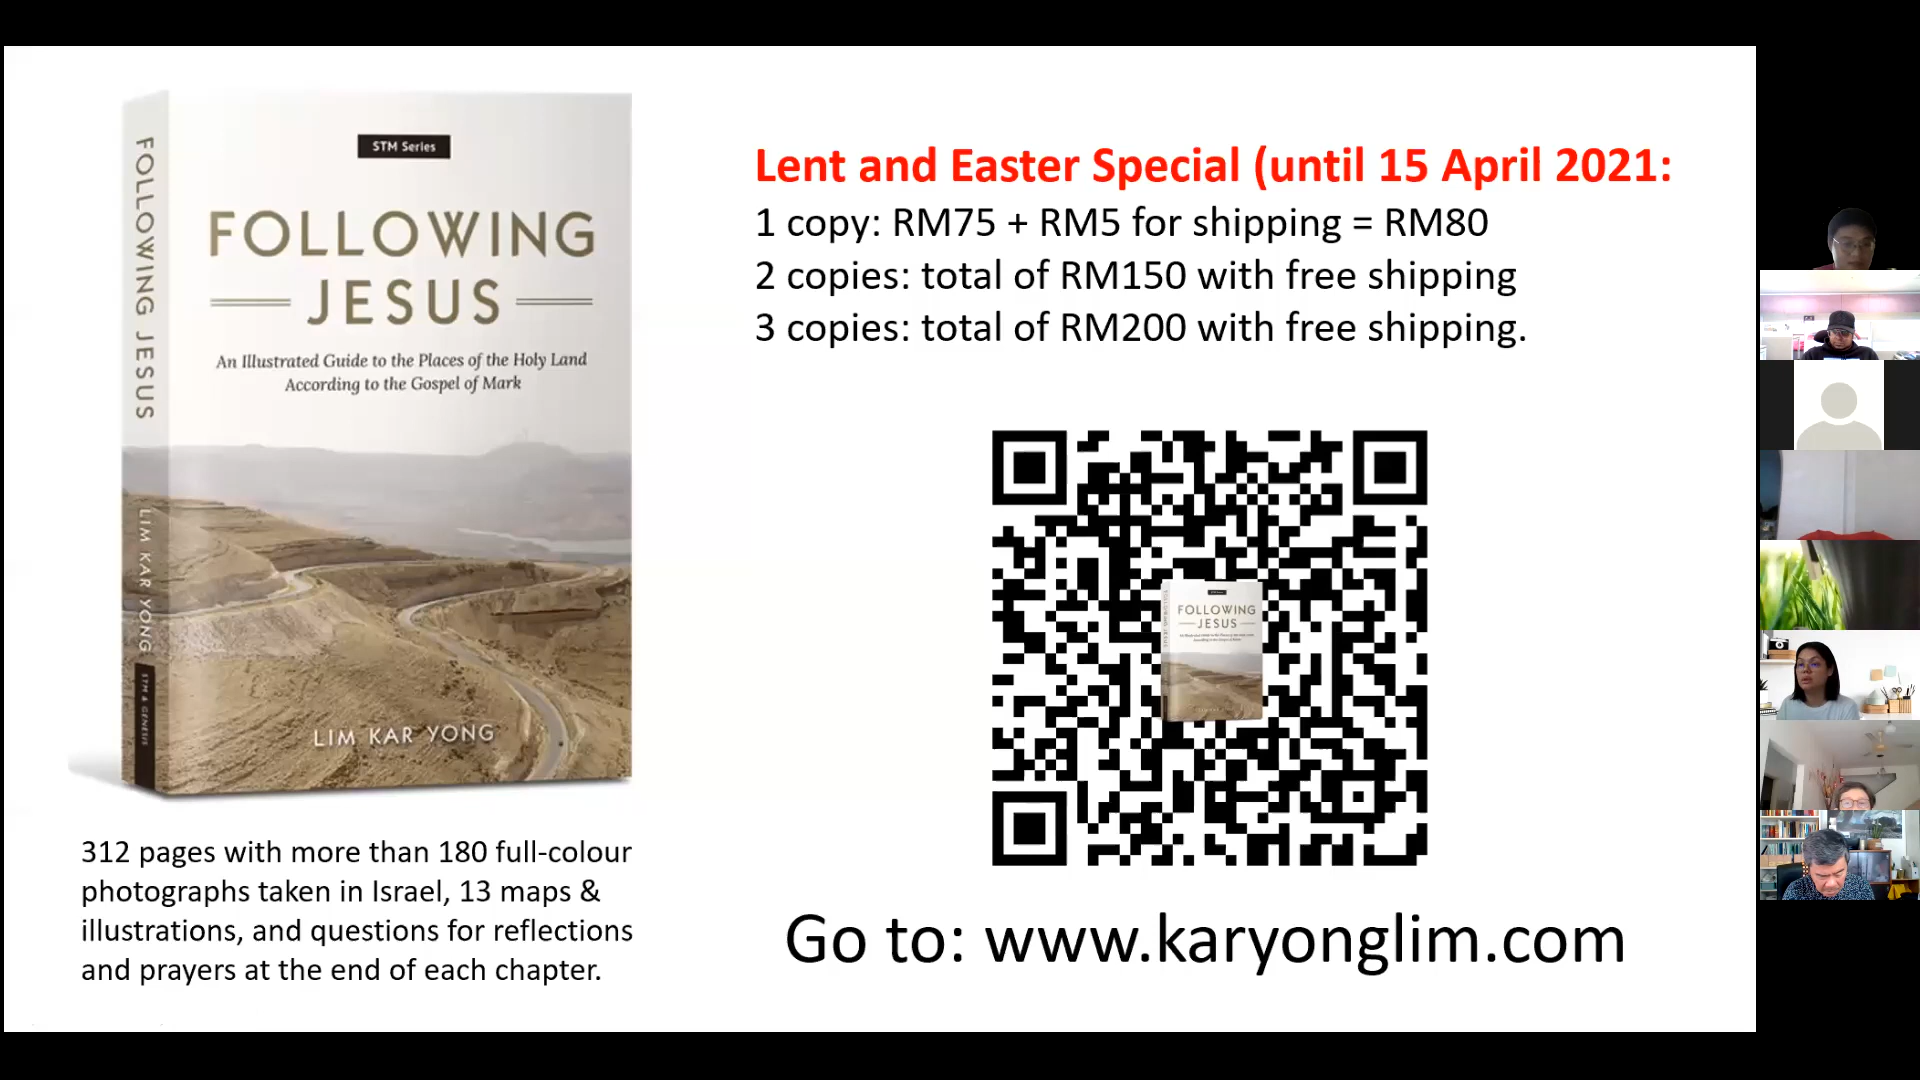 FOLLOWING JESUS
LIM KAR YONG
STM & GENESIS
STM Series
FOLLOWING
JESUS
An Illustrated Guide to the Places of the Holy Land
According to the Gospel of Mark
LIM KAR YONG
312 pages with more than 180 full-colour
photographs taken in Israel, 13 maps &
illustrations, and questions for reflections
and prayers at the end of each chapter.
Lent and Easter Special (until 15 April 2021:
1 copy: RM75 + RM5 for shipping = RM80
2 copies: total of RM150 with free shipping
3 copies: total of RM200 with free shipping.
FOLLOWING
JESUS
Go to: www.karyonglim.com